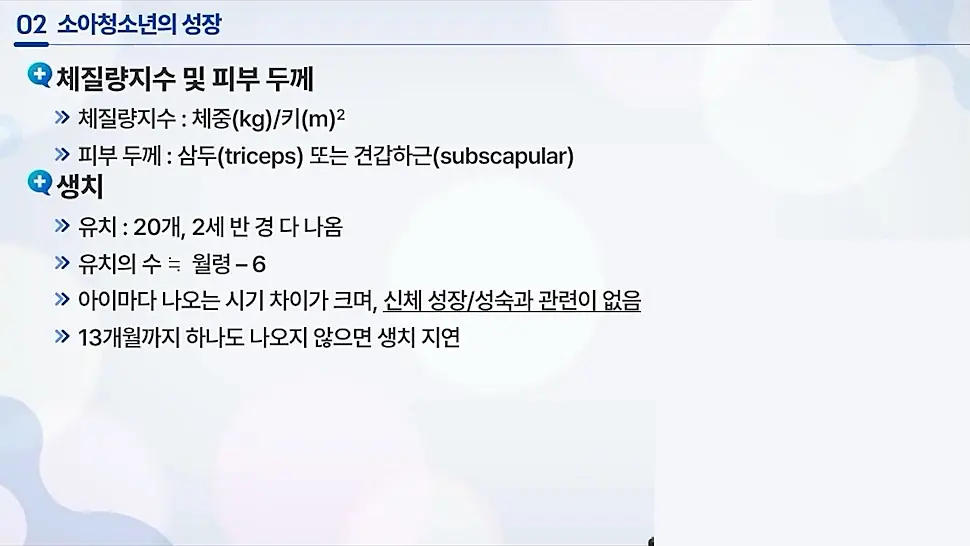 02 소아청소년의 성장
체질량지수 및 피부 두께
체질량지수 : 체중(kg)/키(m)²
피부 두께 : 삼두(triceps) 또는 견갑하근(subscapular)
생치
유치 : 20개, 2세 반 경 다 나옴
유치의 수 ≒ 월령 – 6
아이마다 나오는 시기 차이가 크며, 신체 성장/성숙과 관련이 없음
13개월까지 하나도 나오지 않으면 생치 지연